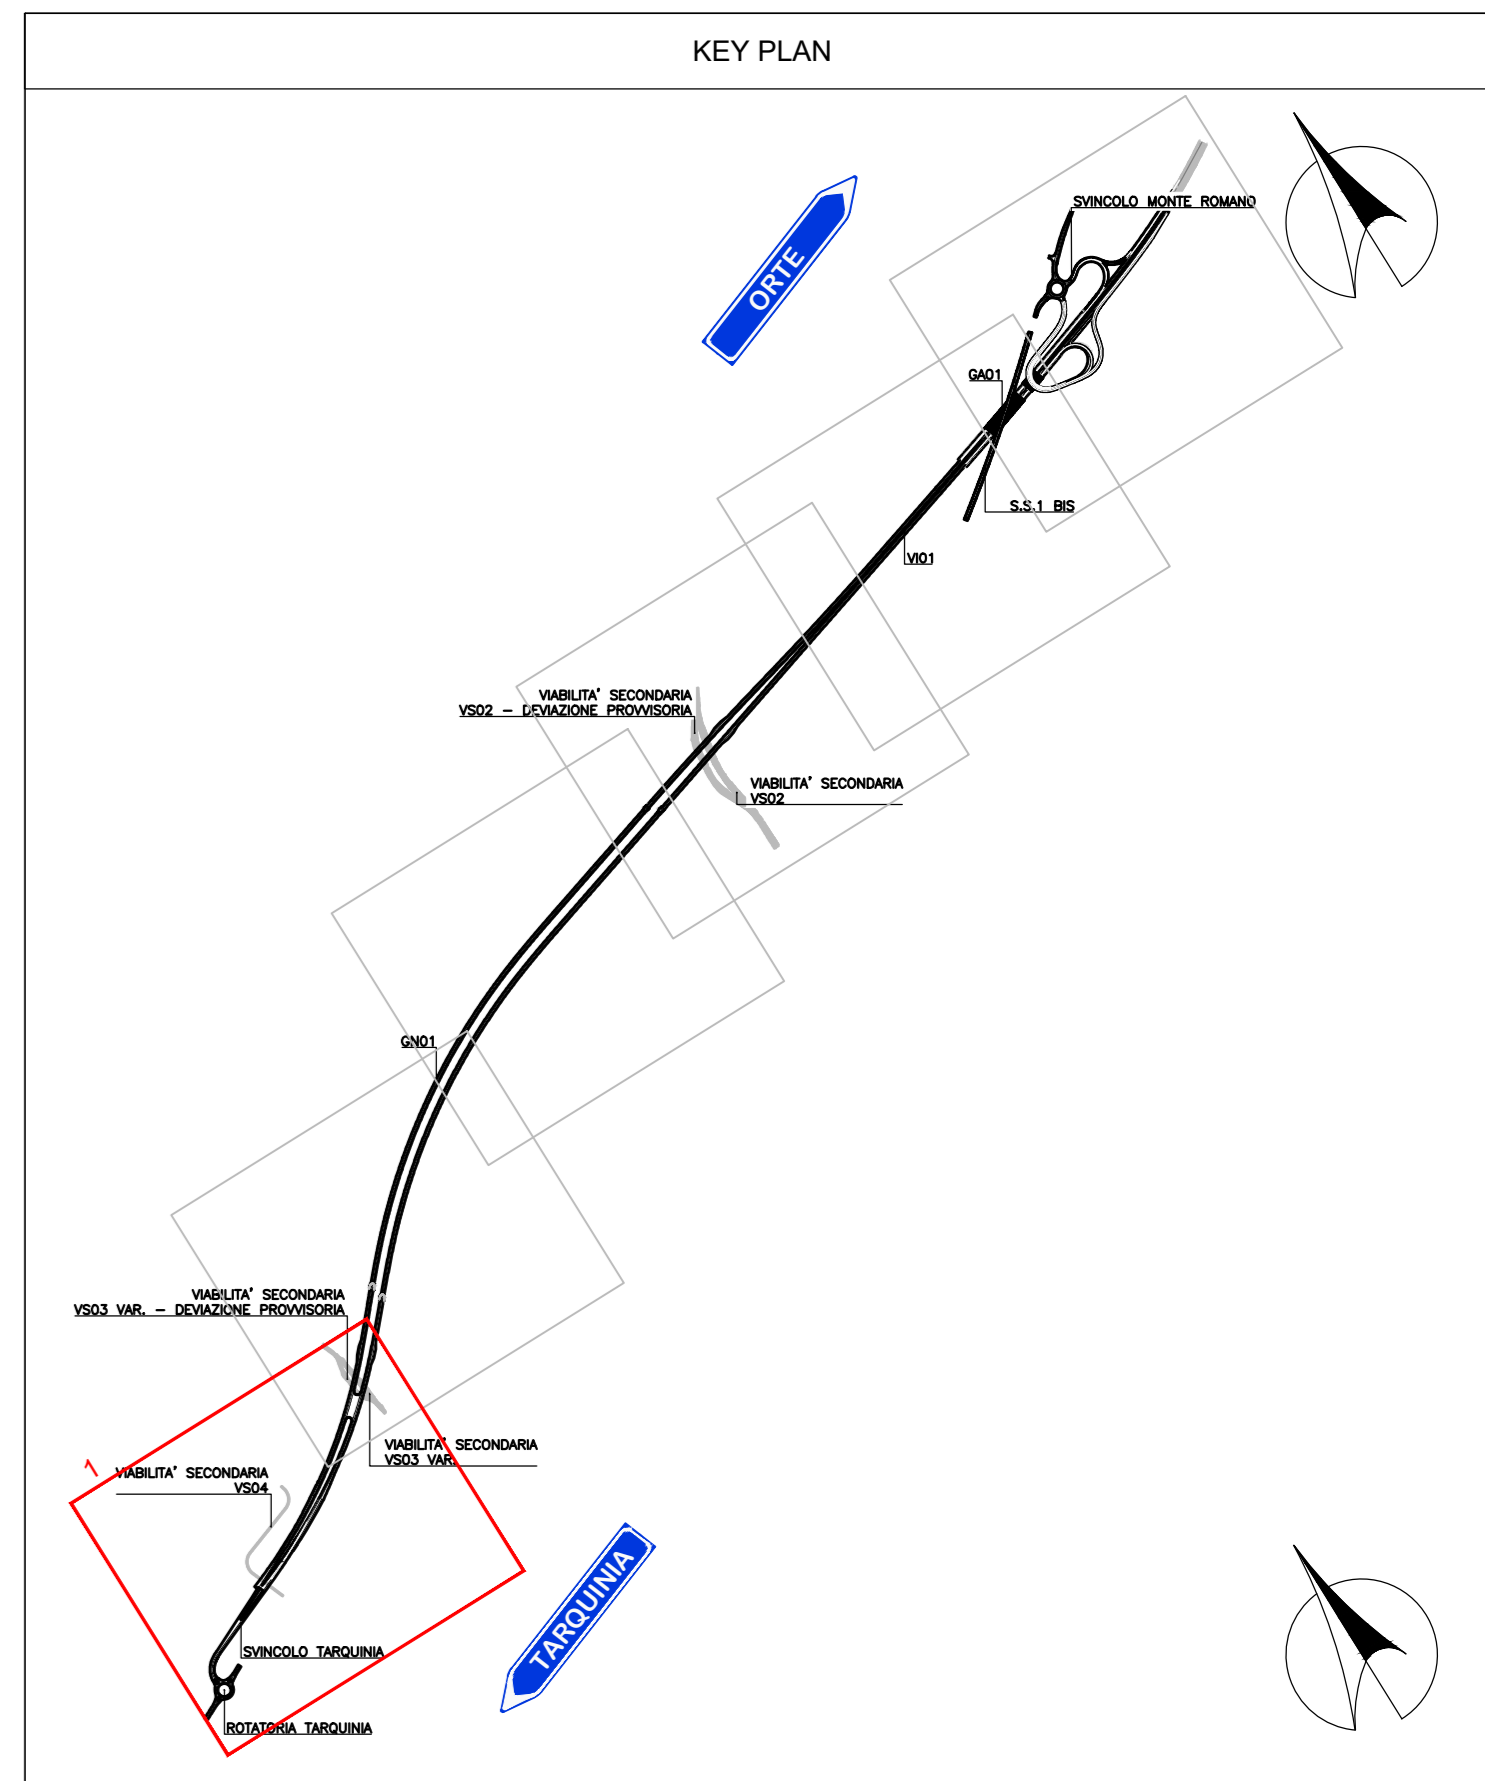 KEY PLAN
SVINCOLO MONTE ROMANO
ORTE
GA01
S.S.1 BIS
VI01
VIABILITA' SECONDARIA
VS02 - DEVIAZIONE PROVVISORIA
VIABILITA' SECONDARIA
VS02
GN01
VIABILITA' SECONDARIA
VS03 VAR. - DEVIAZIONE PROVVISORIA
VIABILITA' SECONDARIA
VS03 VAR.
1
VIABILITA' SECONDARIA
VS04
TARQUINIA
SVINCOLO TARQUINIA
ROTATORIA TARQUINIA